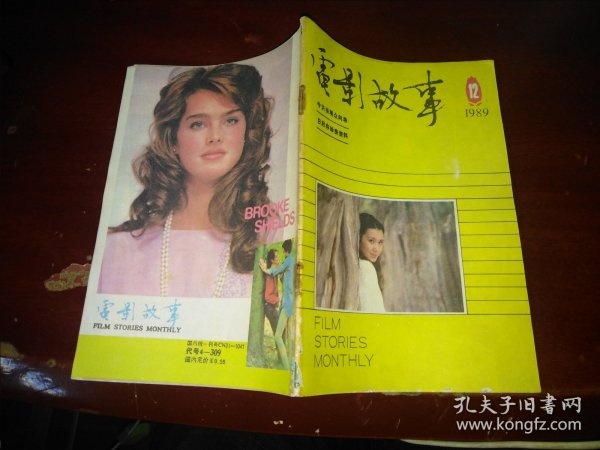 電影故事
12
1989
FILM
STORIES
MONTHLY
BROOKE
SHIELDS
電影故事
FILM STORIES MONTHLY
代号4—309
孔夫子旧书网
www.kongfz.com